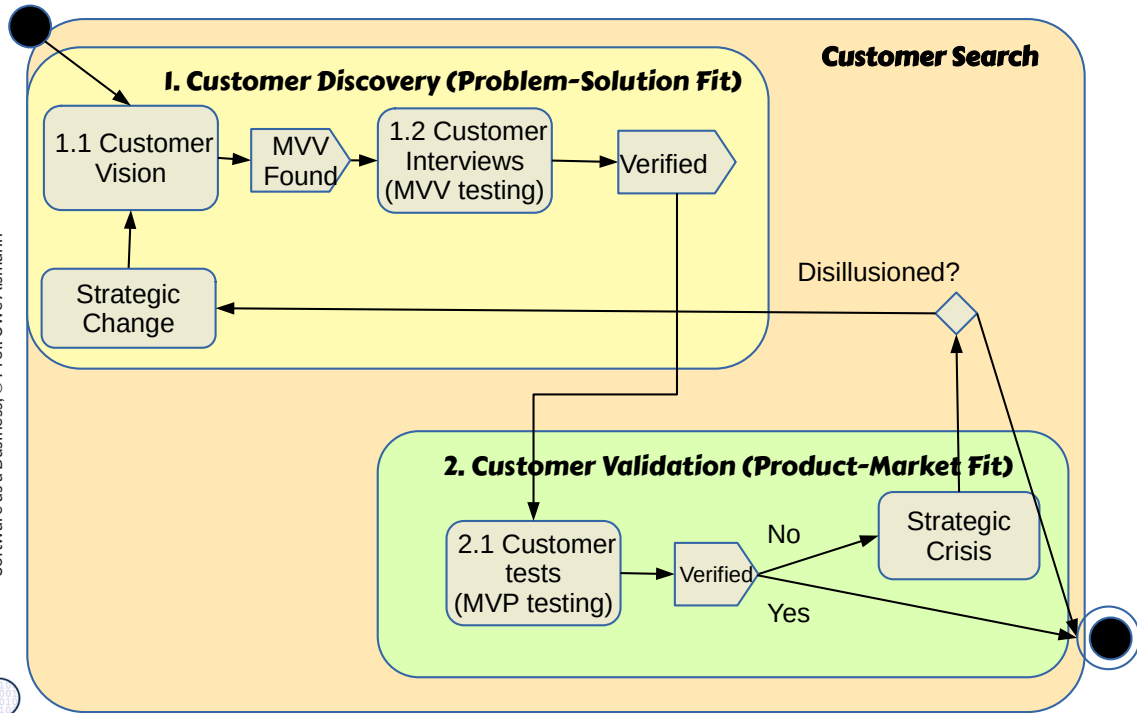 Customer Search
1. Customer Discovery (Problem-Solution Fit)
1.1 Customer
Vision
MVV
Found
1.2 Customer
Interviews
(MVV testing)
Verified
Disillusioned?
Strategic
Change
2. Customer Validation (Product-Market Fit)
2.1 Customer
tests
(MVP testing)
Verified
No
Yes
Strategic
Crisis